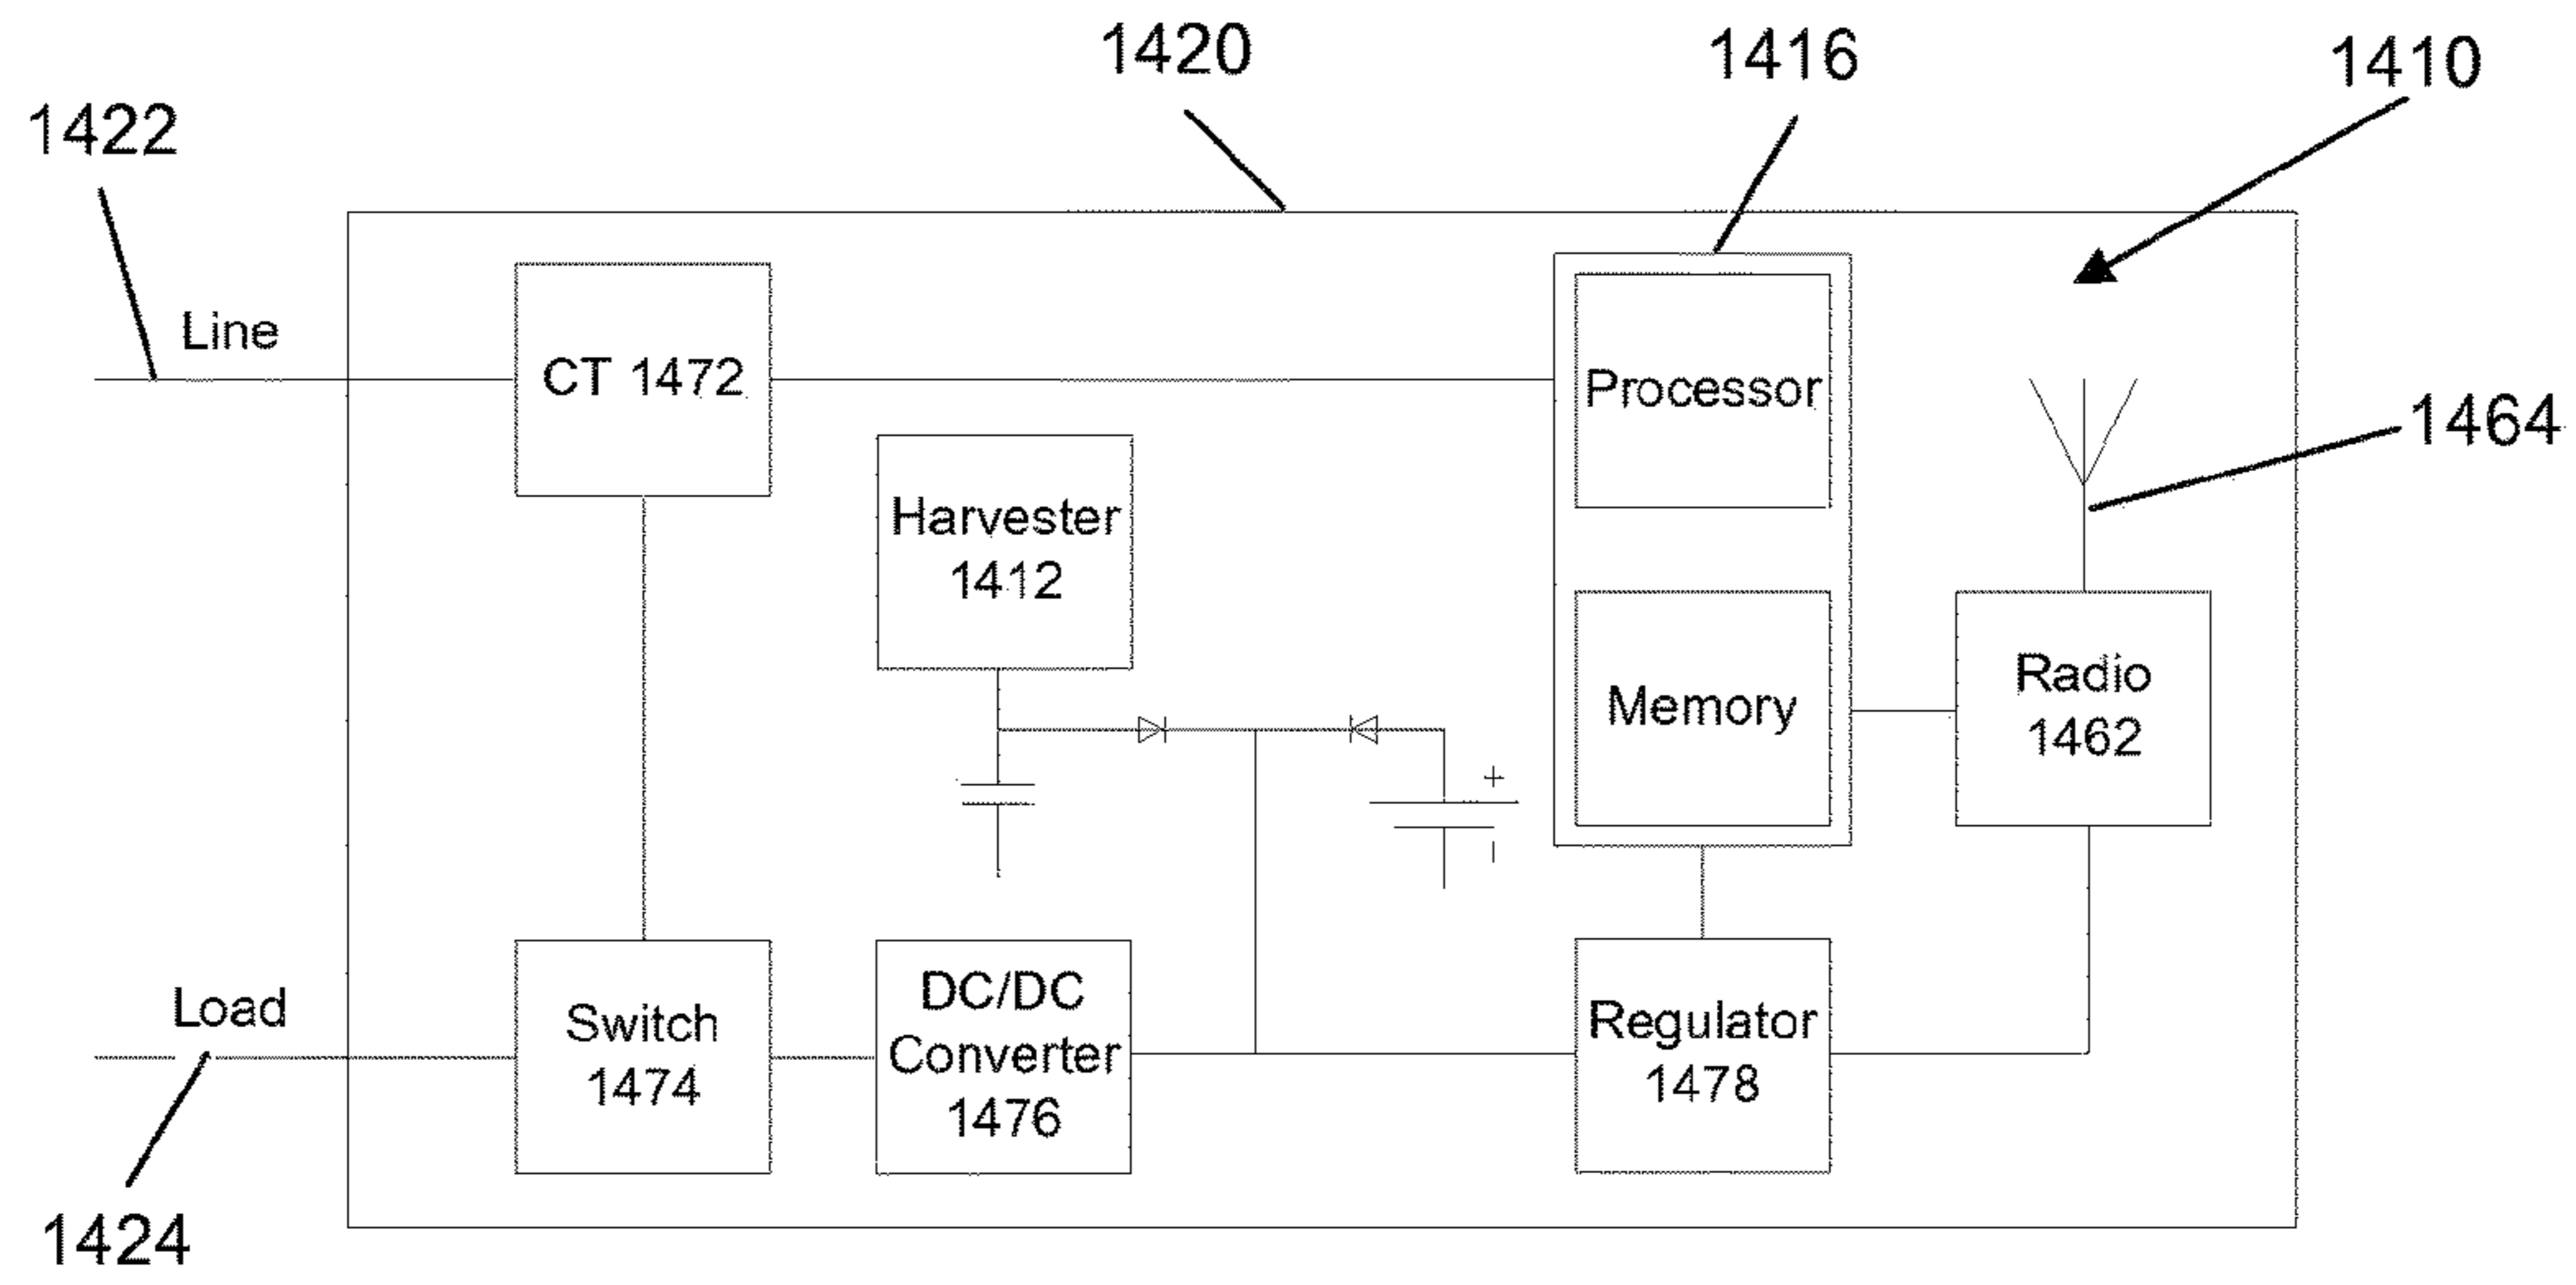 1420
1416
1410
1422
Line
CT 1472
Processor
1464
Harvester
1412
Memory
Radio
1462
+
−
Load
Switch
1474
DC/DC
Converter
1476
Regulator
1478
1424